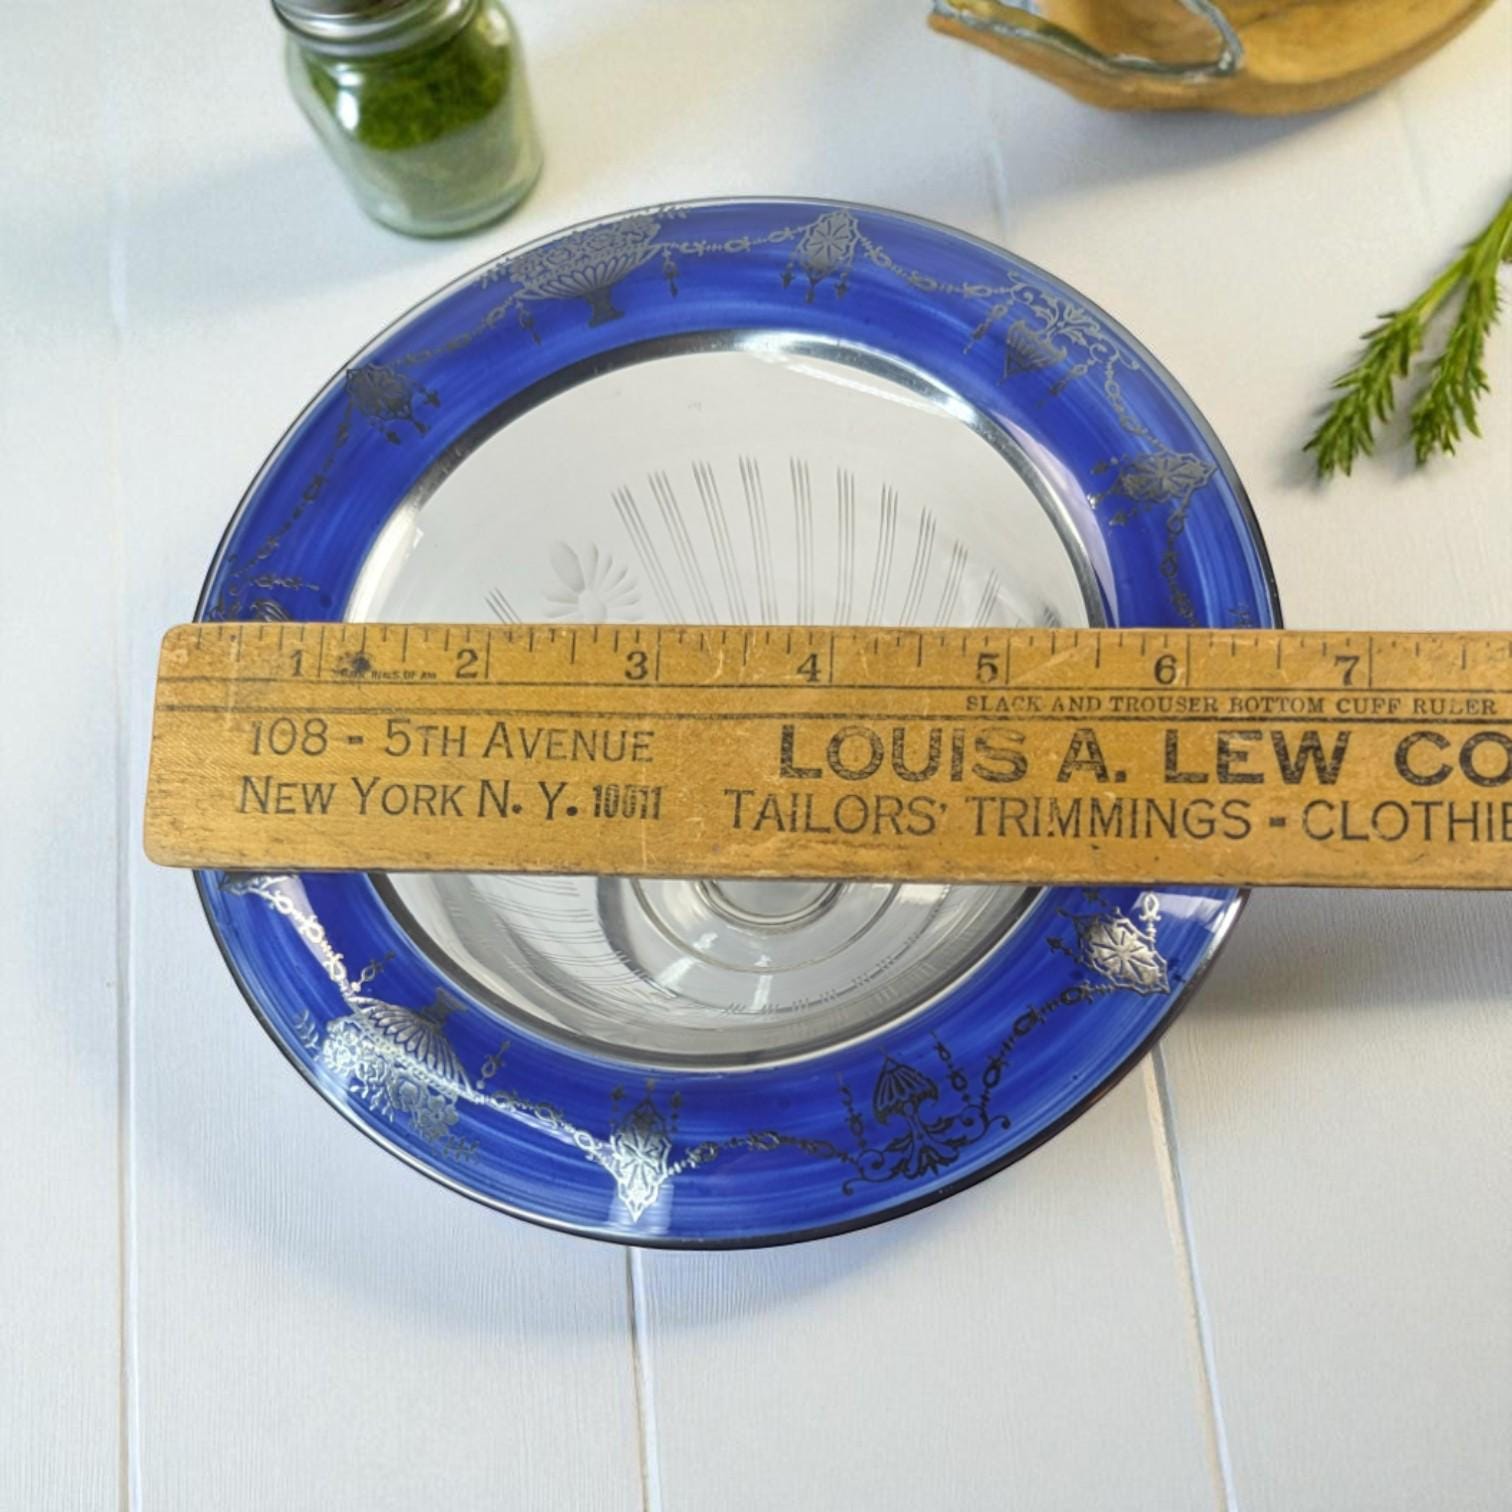 1 2 3 4 5 6 7
SLACK AND TROUSER BOTTOM CUFF RULER
108 - 5TH AVENUE LOUIS A. LEW CO
NEW YORK N. Y. 10011 TAILORS' TRIMMINGS - CLOTHI